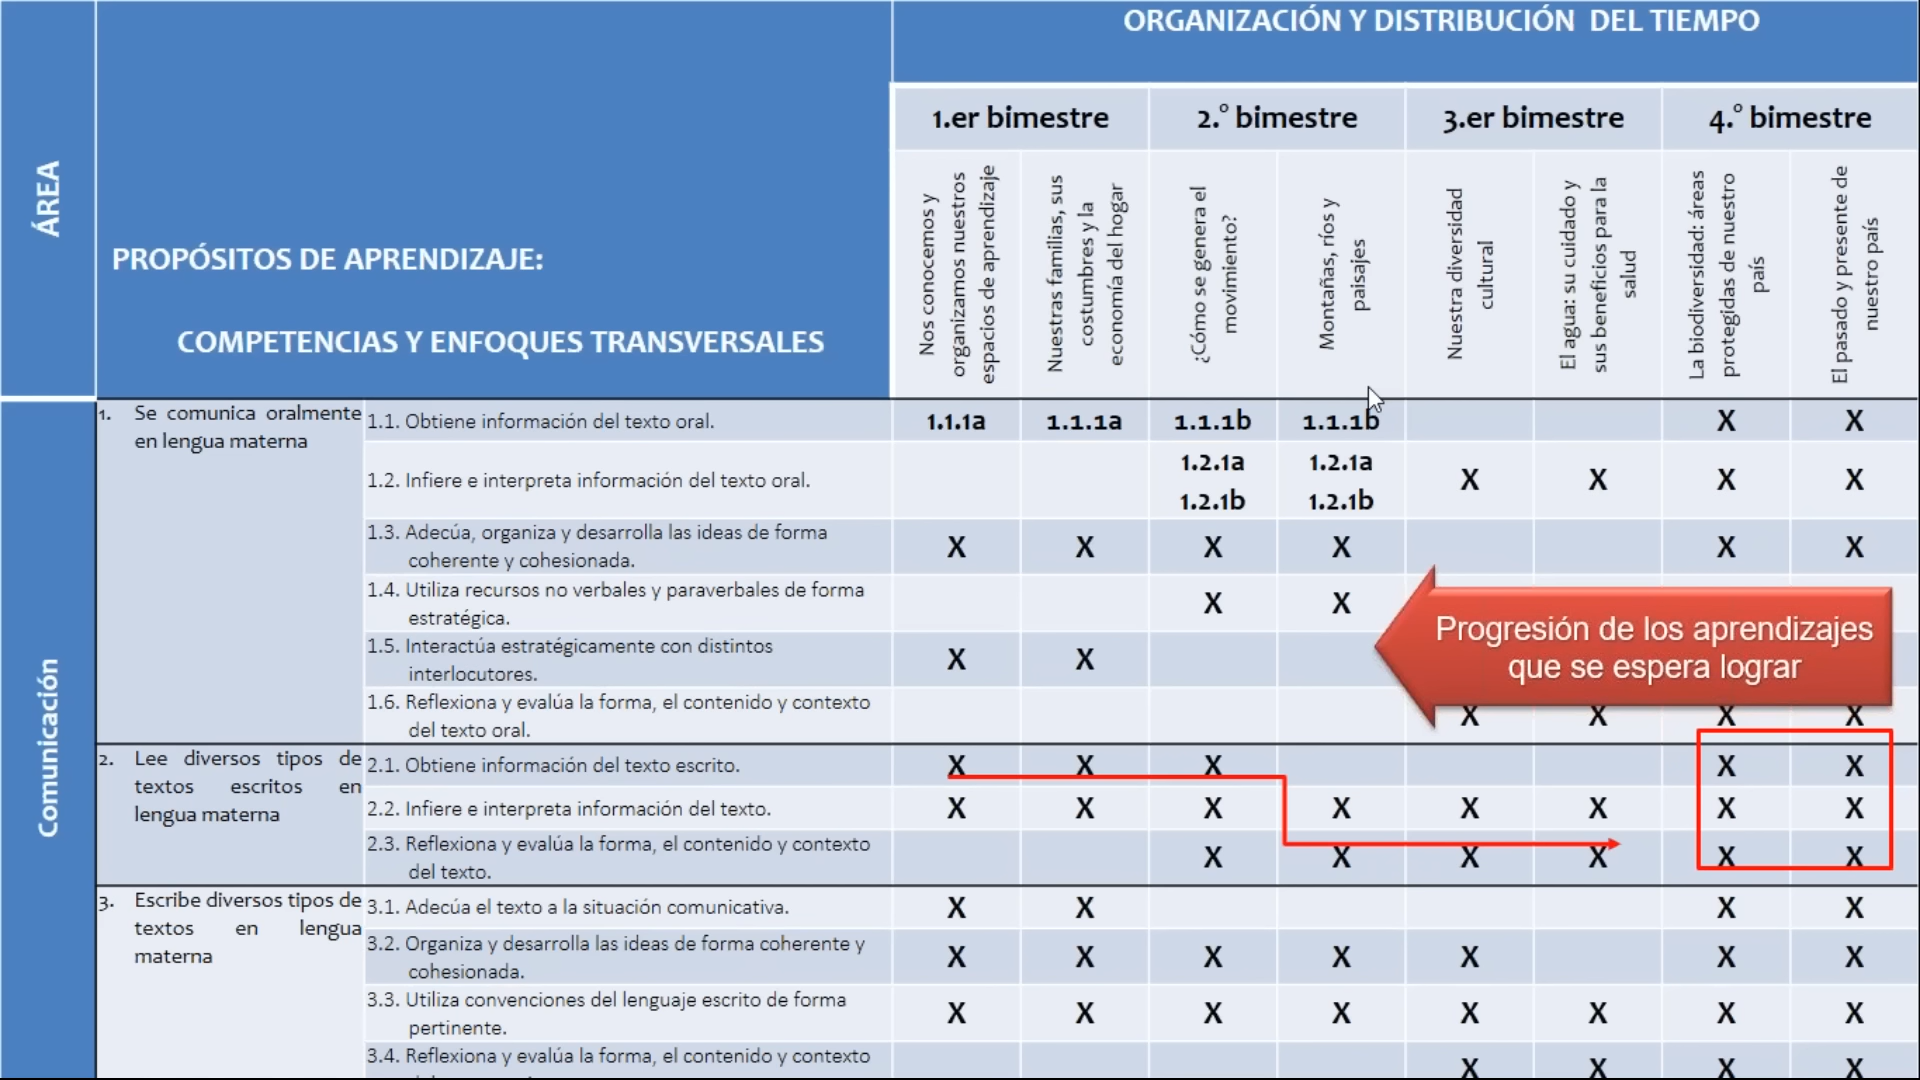 ORGANIZACIÓN Y DISTRIBUCIÓN DEL TIEMPO
ÁREA
PROPÓSITOS DE APRENDIZAJE:
COMPETENCIAS Y ENFOQUES TRANSVERSALES
1.er bimestre
2.° bimestre
3.er bimestre
4.° bimestre
Nos conocemos y
organizamos nuestros
espacios de aprendizaje
Nuestras familias, sus
costumbres y la
economía del hogar
¿Cómo se genera el
movimiento?
Montañas, ríos y
paisajes
Nuestra diversidad
cultural
El agua: su cuidado y
sus beneficios para la
salud
La biodiversidad: áreas
protegidas de nuestro
país
El pasado y presente de
nuestro país
Comunicación
1. Se comunica oralmente
en lengua materna
1.1. Obtiene información del texto oral.
1.1.1a 1.1.1a 1.1.1b 1.1.1b X X
1.2. Infiere e interpreta información del texto oral.
1.2.1a 1.2.1a
1.2.1b 1.2.1b
X X X X
1.3. Adecúa, organiza y desarrolla las ideas de forma
coherente y cohesionada.
X X X X X X
1.4. Utiliza recursos no verbales y paraverbales de forma
estratégica.
X X
1.5. Interactúa estratégicamente con distintos
interlocutores.
X X
Progresión de los aprendizajes
que se espera lograr
1.6. Reflexiona y evalúa la forma, el contenido y contexto
del texto oral.
X X X X
2. Lee diversos tipos de
textos escritos en
lengua materna
2.1. Obtiene información del texto escrito.
X X X X X
2.2. Infiere e interpreta información del texto.
X X X X X X X X
2.3. Reflexiona y evalúa la forma, el contenido y contexto
del texto.
X X X X X X
3. Escribe diversos tipos de
textos en lengua
materna
3.1. Adecúa el texto a la situación comunicativa.
X X X X
3.2. Organiza y desarrolla las ideas de forma coherente y
cohesionada.
X X X X X X X
3.3. Utiliza convenciones del lenguaje escrito de forma
pertinente.
X X X X X X X X
3.4. Reflexiona y evalúa la forma, el contenido y contexto
X X X X